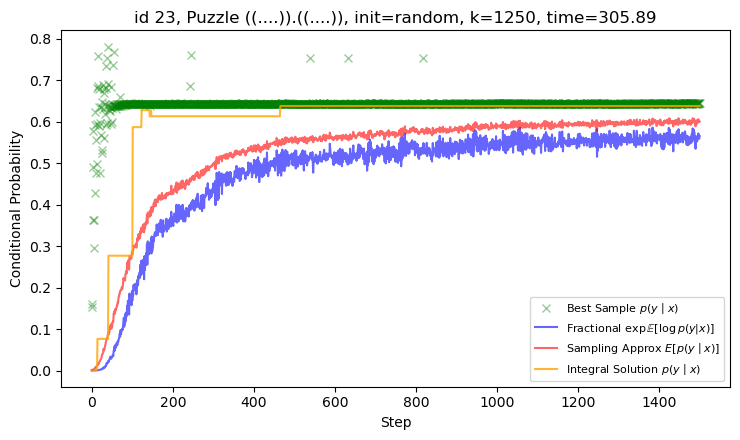 id 23, Puzzle ((....)).((....)), init=random, k=1250, time=305.89
0.8
0.7
0.6
0.5
0.4
0.3
0.2
0.1
0.0
Conditional Probability
Best Sample p(y | x)
Fractional exp 𝔼[log p(y|x)]
Sampling Approx E[p(y | x)]
Integral Solution p(y | x)
0 200 400 600 800 1000 1200 1400
Step